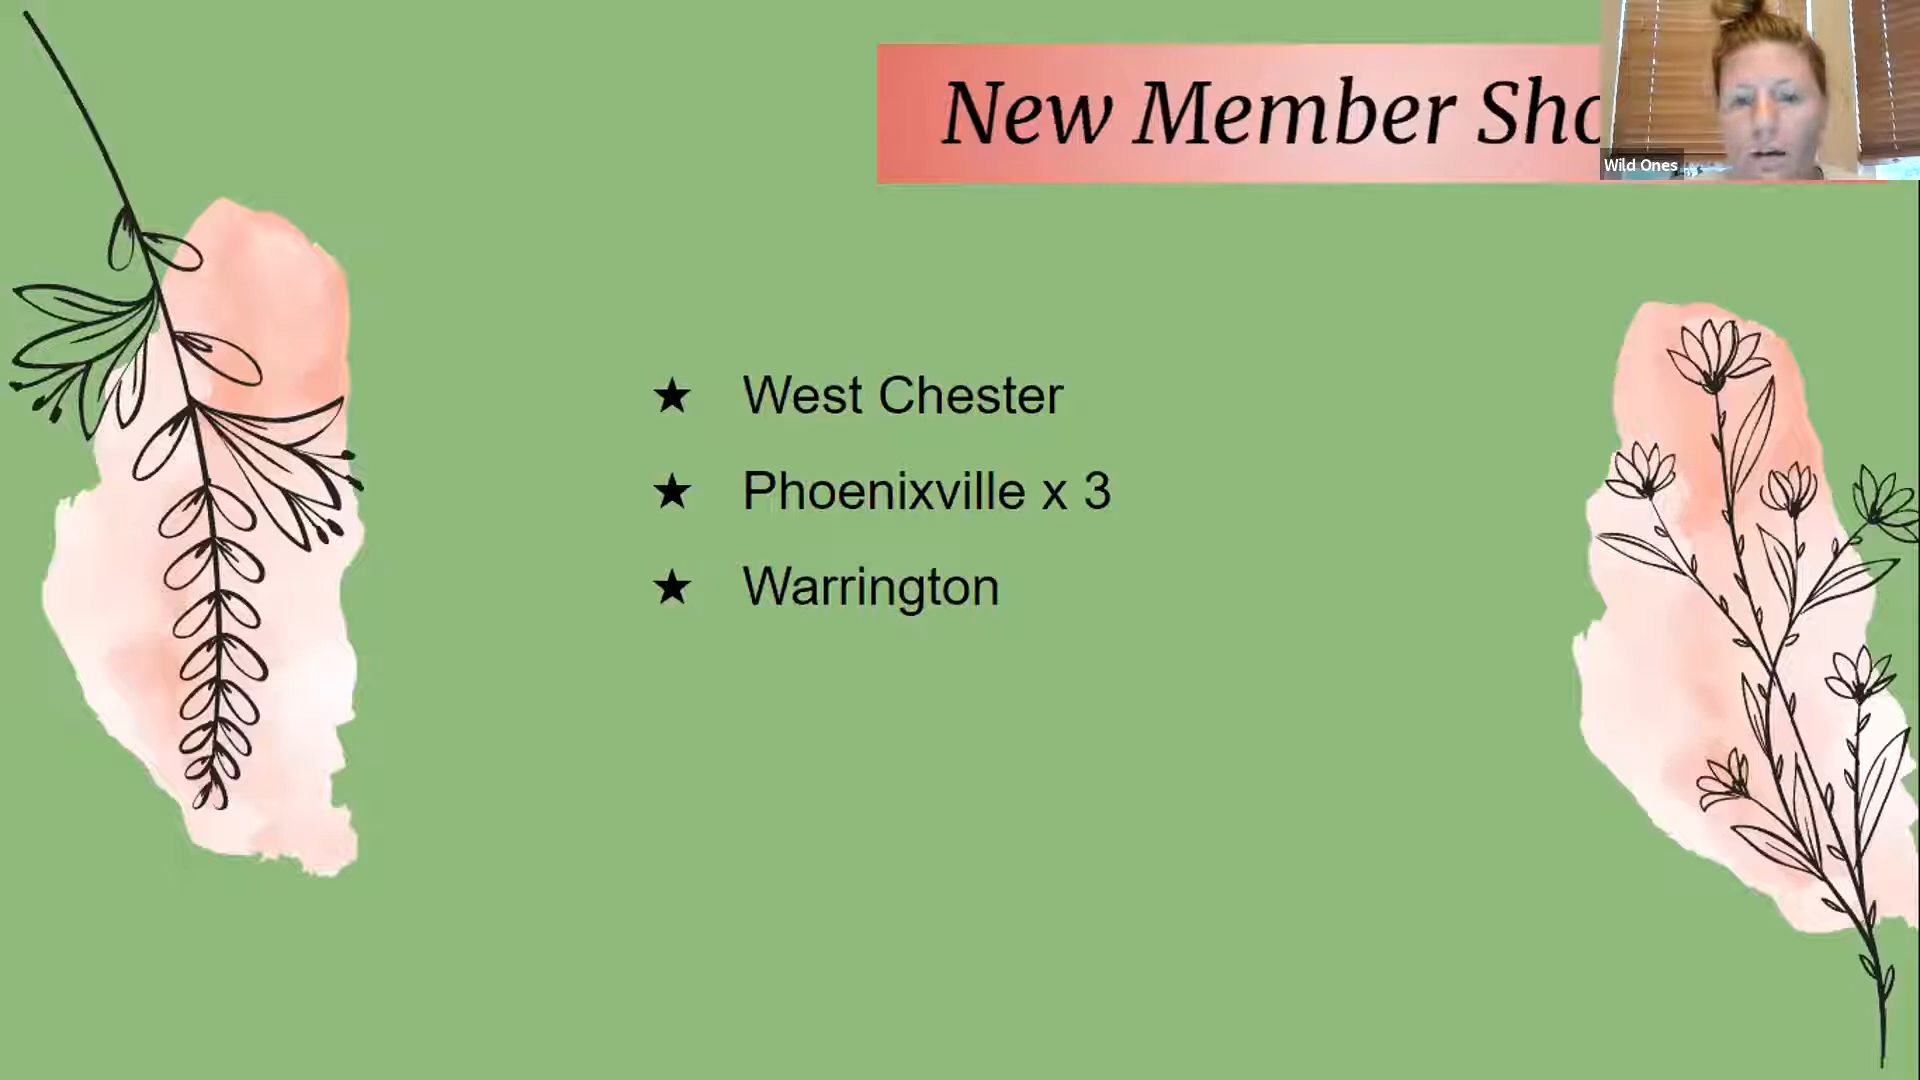 New Member Sho
Wild Ones
★ West Chester
★ Phoenixville x 3
★ Warrington